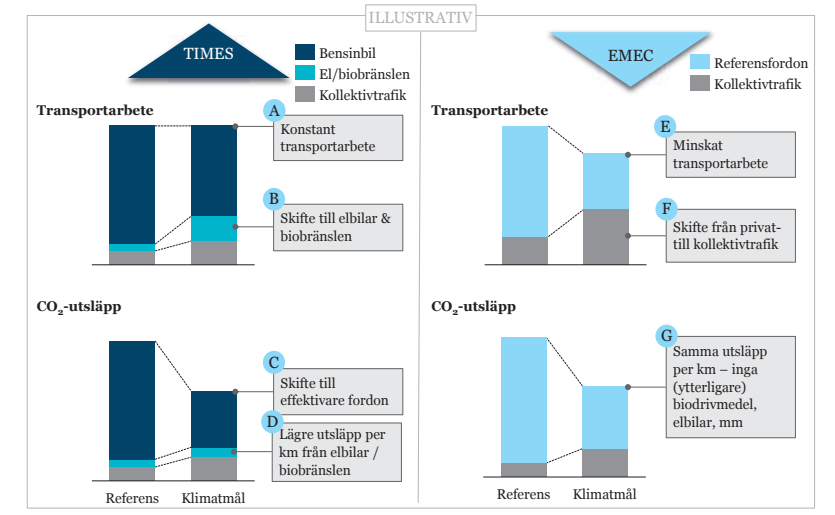 ILLUSTRATIV
TIMES
Bensinbil
El/biobränslen
Kollektivtrafik
Transportarbete
A
Konstant
transportarbete
B
Skifte till elbilar &
biobränslen
CO₂-utsläpp
C
Skifte till
effektivare fordon
D
Lägre utsläpp per
km från elbilar /
biobränslen
Referens
Klimatmål
EMEC
Referensfordon
Kollektivtrafik
Transportarbete
E
Minskat
transportarbete
F
Skifte från privat-
till kollektivtrafik
CO₂-utsläpp
G
Samma utsläpp
per km – inga
(ytterligare)
biodrivmedel,
elbilar, mm
Referens
Klimatmål